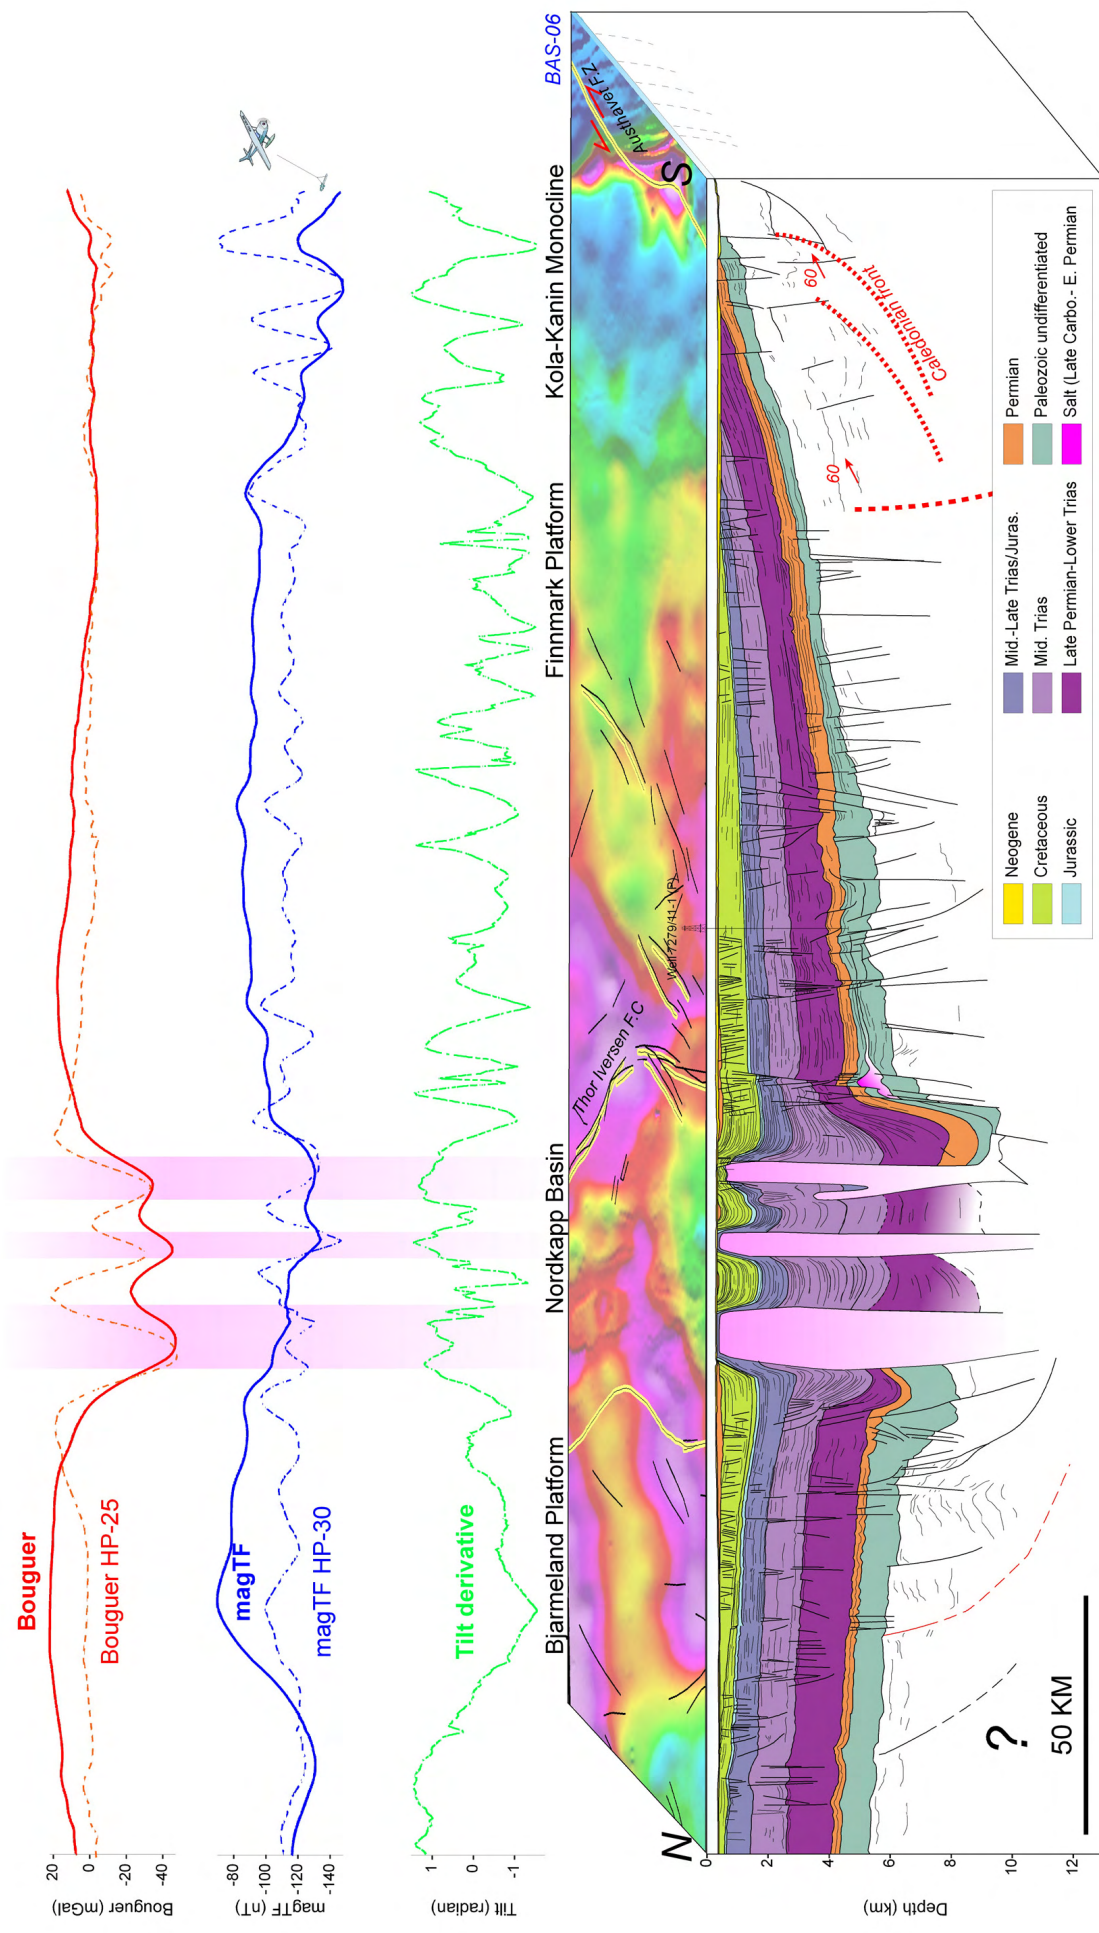 Bouguer
Bouguer HP-25
20
0
-20
-40
Bouguer (mGal)
magTF
magTF HP-30
-80
-100
-120
-140
magTF (nT)
Tilt derivative
1
0
-1
Tilt (radian)
Bjarmeland Platform
Nordkapp Basin
Finnmark Platform
Kola-Kanin Monocline
BAS-06
Thor Iversen F.C
Well 7279/11-1 (P)
Austhavet F.Z
N
S
0
2
4
6
8
10
12
Depth (km)
60
60
Caledonian front
?
50 KM
Neogene
Cretaceous
Jurassic
Mid.-Late Trias/Juras.
Mid. Trias
Late Permian-Lower Trias
Permian
Paleozoic undifferentiated
Salt (Late Carbo.- E. Permian